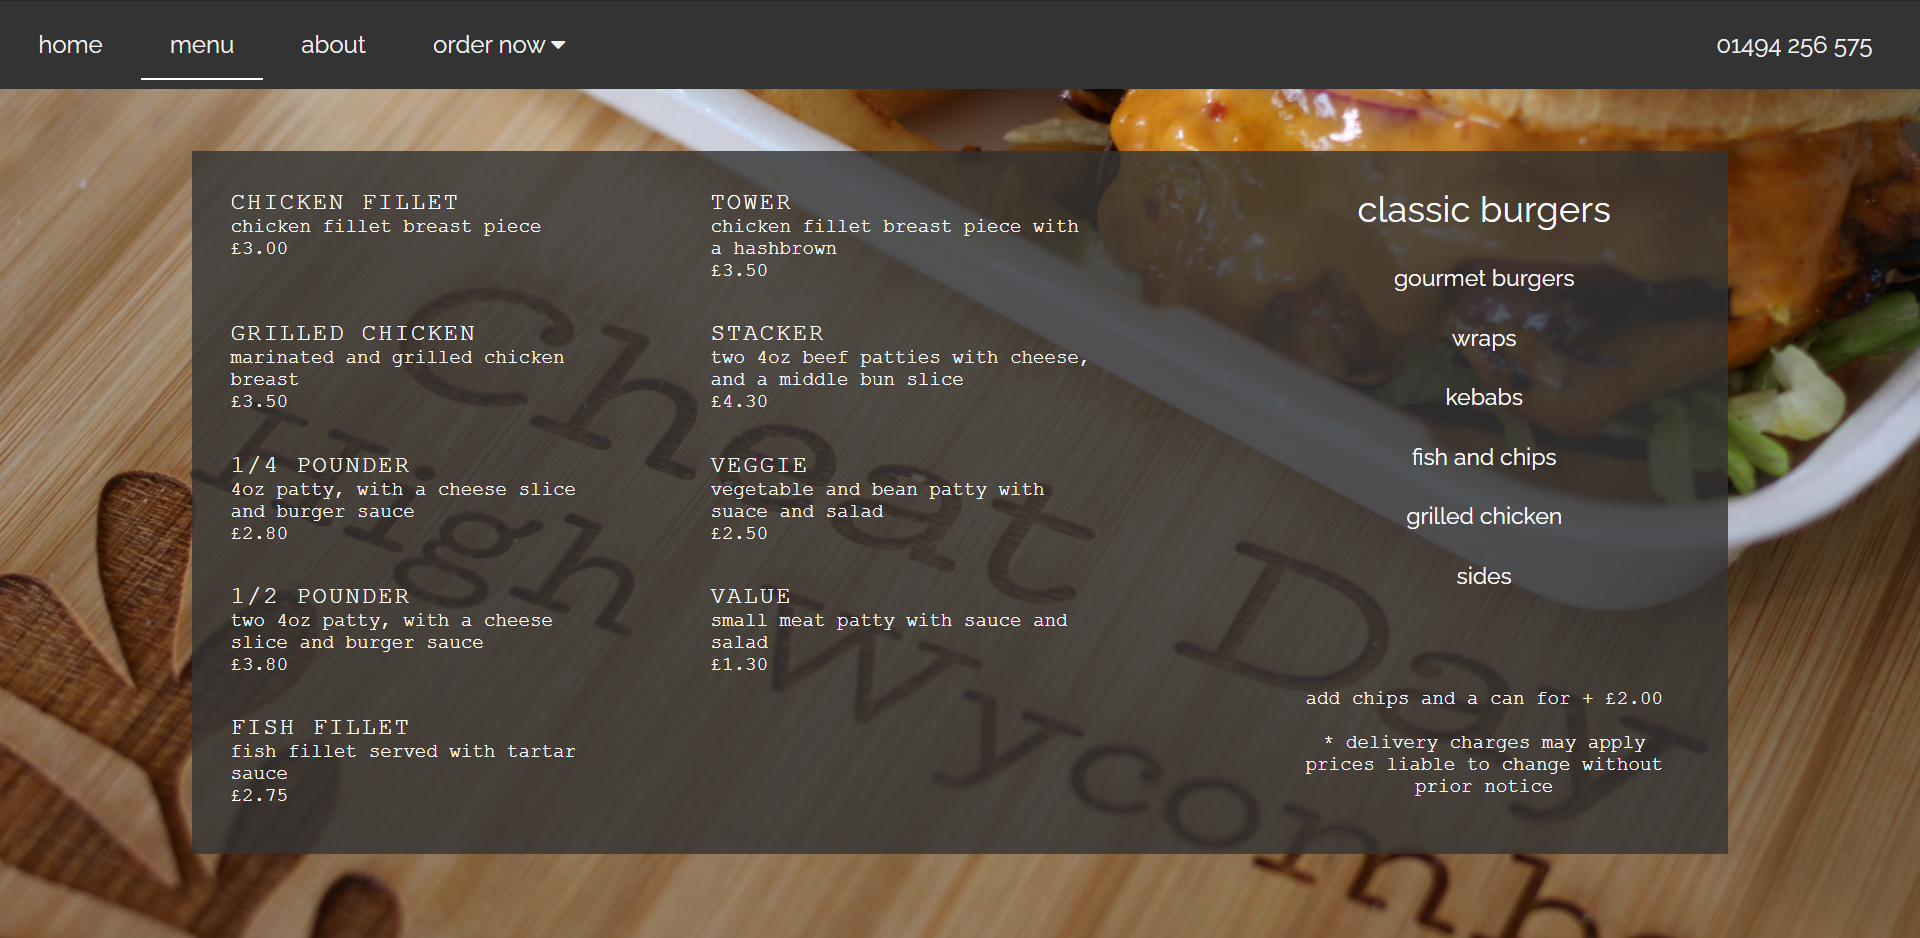 home
menu
about
order now
01494 256 575
CHICKEN FILLET
chicken fillet breast piece
£3.00
GRILLED CHICKEN
marinated and grilled chicken
breast
£3.50
1/4 POUNDER
4oz patty, with a cheese slice
and burger sauce
£2.80
1/2 POUNDER
two 4oz patty, with a cheese
slice and burger sauce
£3.80
FISH FILLET
fish fillet served with tartar
sauce
£2.75
TOWER
chicken fillet breast piece with
a hashbrown
£3.50
STACKER
two 4oz beef patties with cheese,
and a middle bun slice
£4.30
VEGGIE
vegetable and bean patty with
suace and salad
£2.50
VALUE
small meat patty with sauce and
salad
£1.30
classic burgers
gourmet burgers
wraps
kebabs
fish and chips
grilled chicken
sides
add chips and a can for + £2.00
* delivery charges may apply
prices liable to change without
prior notice
Cheat Day
High Wycombe